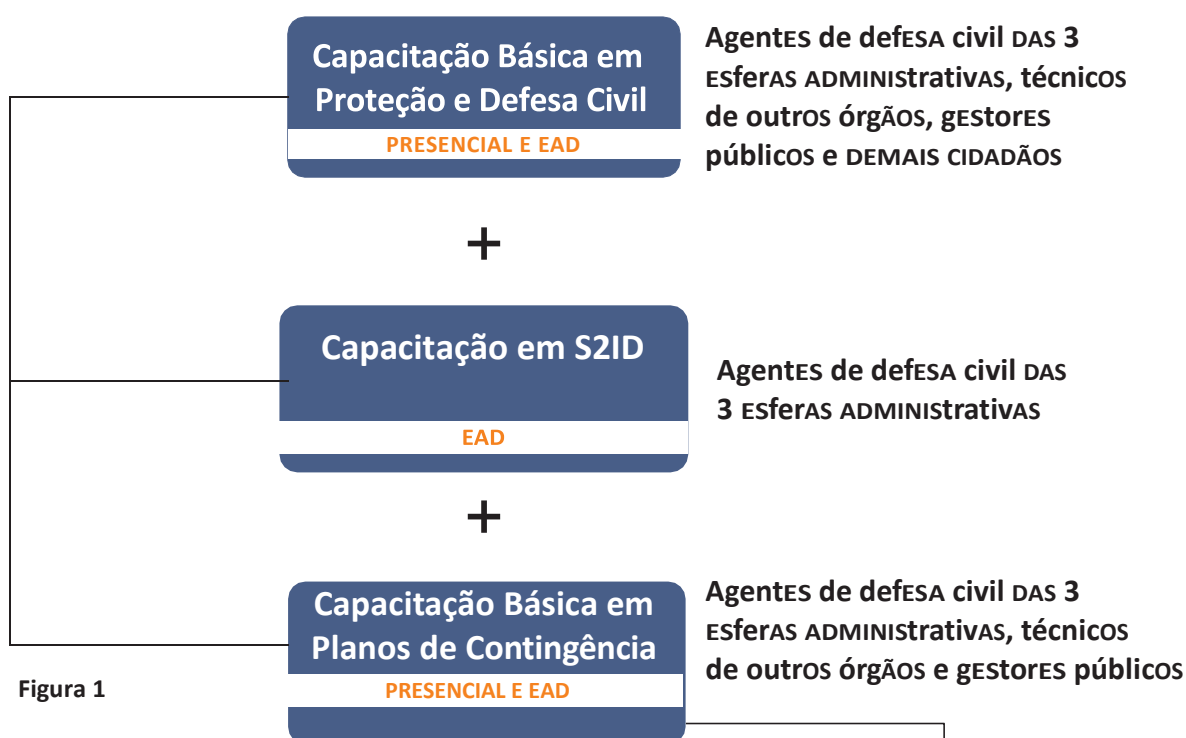 Capacitação Básica em
Proteção e Defesa Civil
PRESENCIAL E EAD
AgentES de defESA civil DAS 3
ESferAS ADMINIStrativAS, técnicOS
de outrOS órgÃOS, gEStorES
públicOS e DEMAIS CIDADÃOS
+
Capacitação em S2ID
EAD
AgentES de defESA civil DAS
3 ESferAS ADMINIStrativAS
+
Capacitação Básica em
Planos de Contingência
PRESENCIAL E EAD
AgentES de defESA civil DAS 3
ESferAS ADMINIStrativAS, técnicOS
de outrOS órgÃOS e gEStorES públicOS
Figura 1